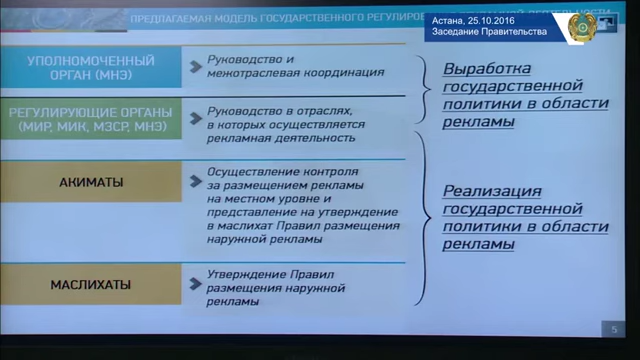 ПРЕДЛАГАЕМАЯ МОДЕЛЬ ГОСУДАРСТВЕННОГО
Астана, 25.10.2016
Заседание Правительства
УПОЛНОМОЧЕННЫЙ
ОРГАН (МНЭ)
Руководство и
межотраслевая координация
РЕГУЛИРУЮЩИЕ ОРГАНЫ
(МИР, МИК, МЗСР, МНЭ)
Руководство в отраслях,
в которых осуществляется
рекламная деятельность
АКИМАТЫ
Осуществление контроля
за размещением рекламы
на местном уровне и
представление на утверждение
в маслихат Правил размещения
наружной рекламы
МАСЛИХАТЫ
Утверждение Правил
размещения наружной
рекламы
Выработка
государственной
политики в области
рекламы
Реализация
государственной
политики в области
рекламы
5